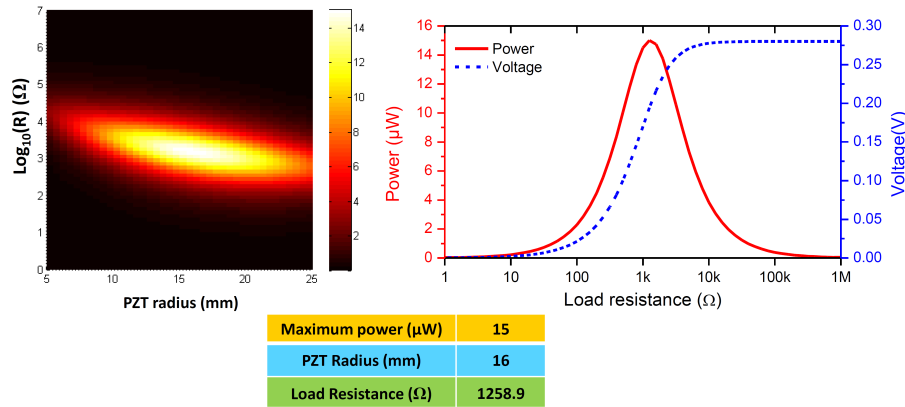 7
6
5
4
3
2
1
0
Log10(R) (Ω)
5
10
15
20
25
PZT radius (mm)
14
12
10
8
6
4
2
16
14
12
10
8
6
4
2
0
Power (µW)
Power
Voltage
0.30
0.25
0.20
0.15
0.10
0.05
0.00
Voltage(V)
1
10
100
1k
10k
100k
1M
Load resistance (Ω)
Maximum power (µW) 15
PZT Radius (mm) 16
Load Resistance (Ω) 1258.9